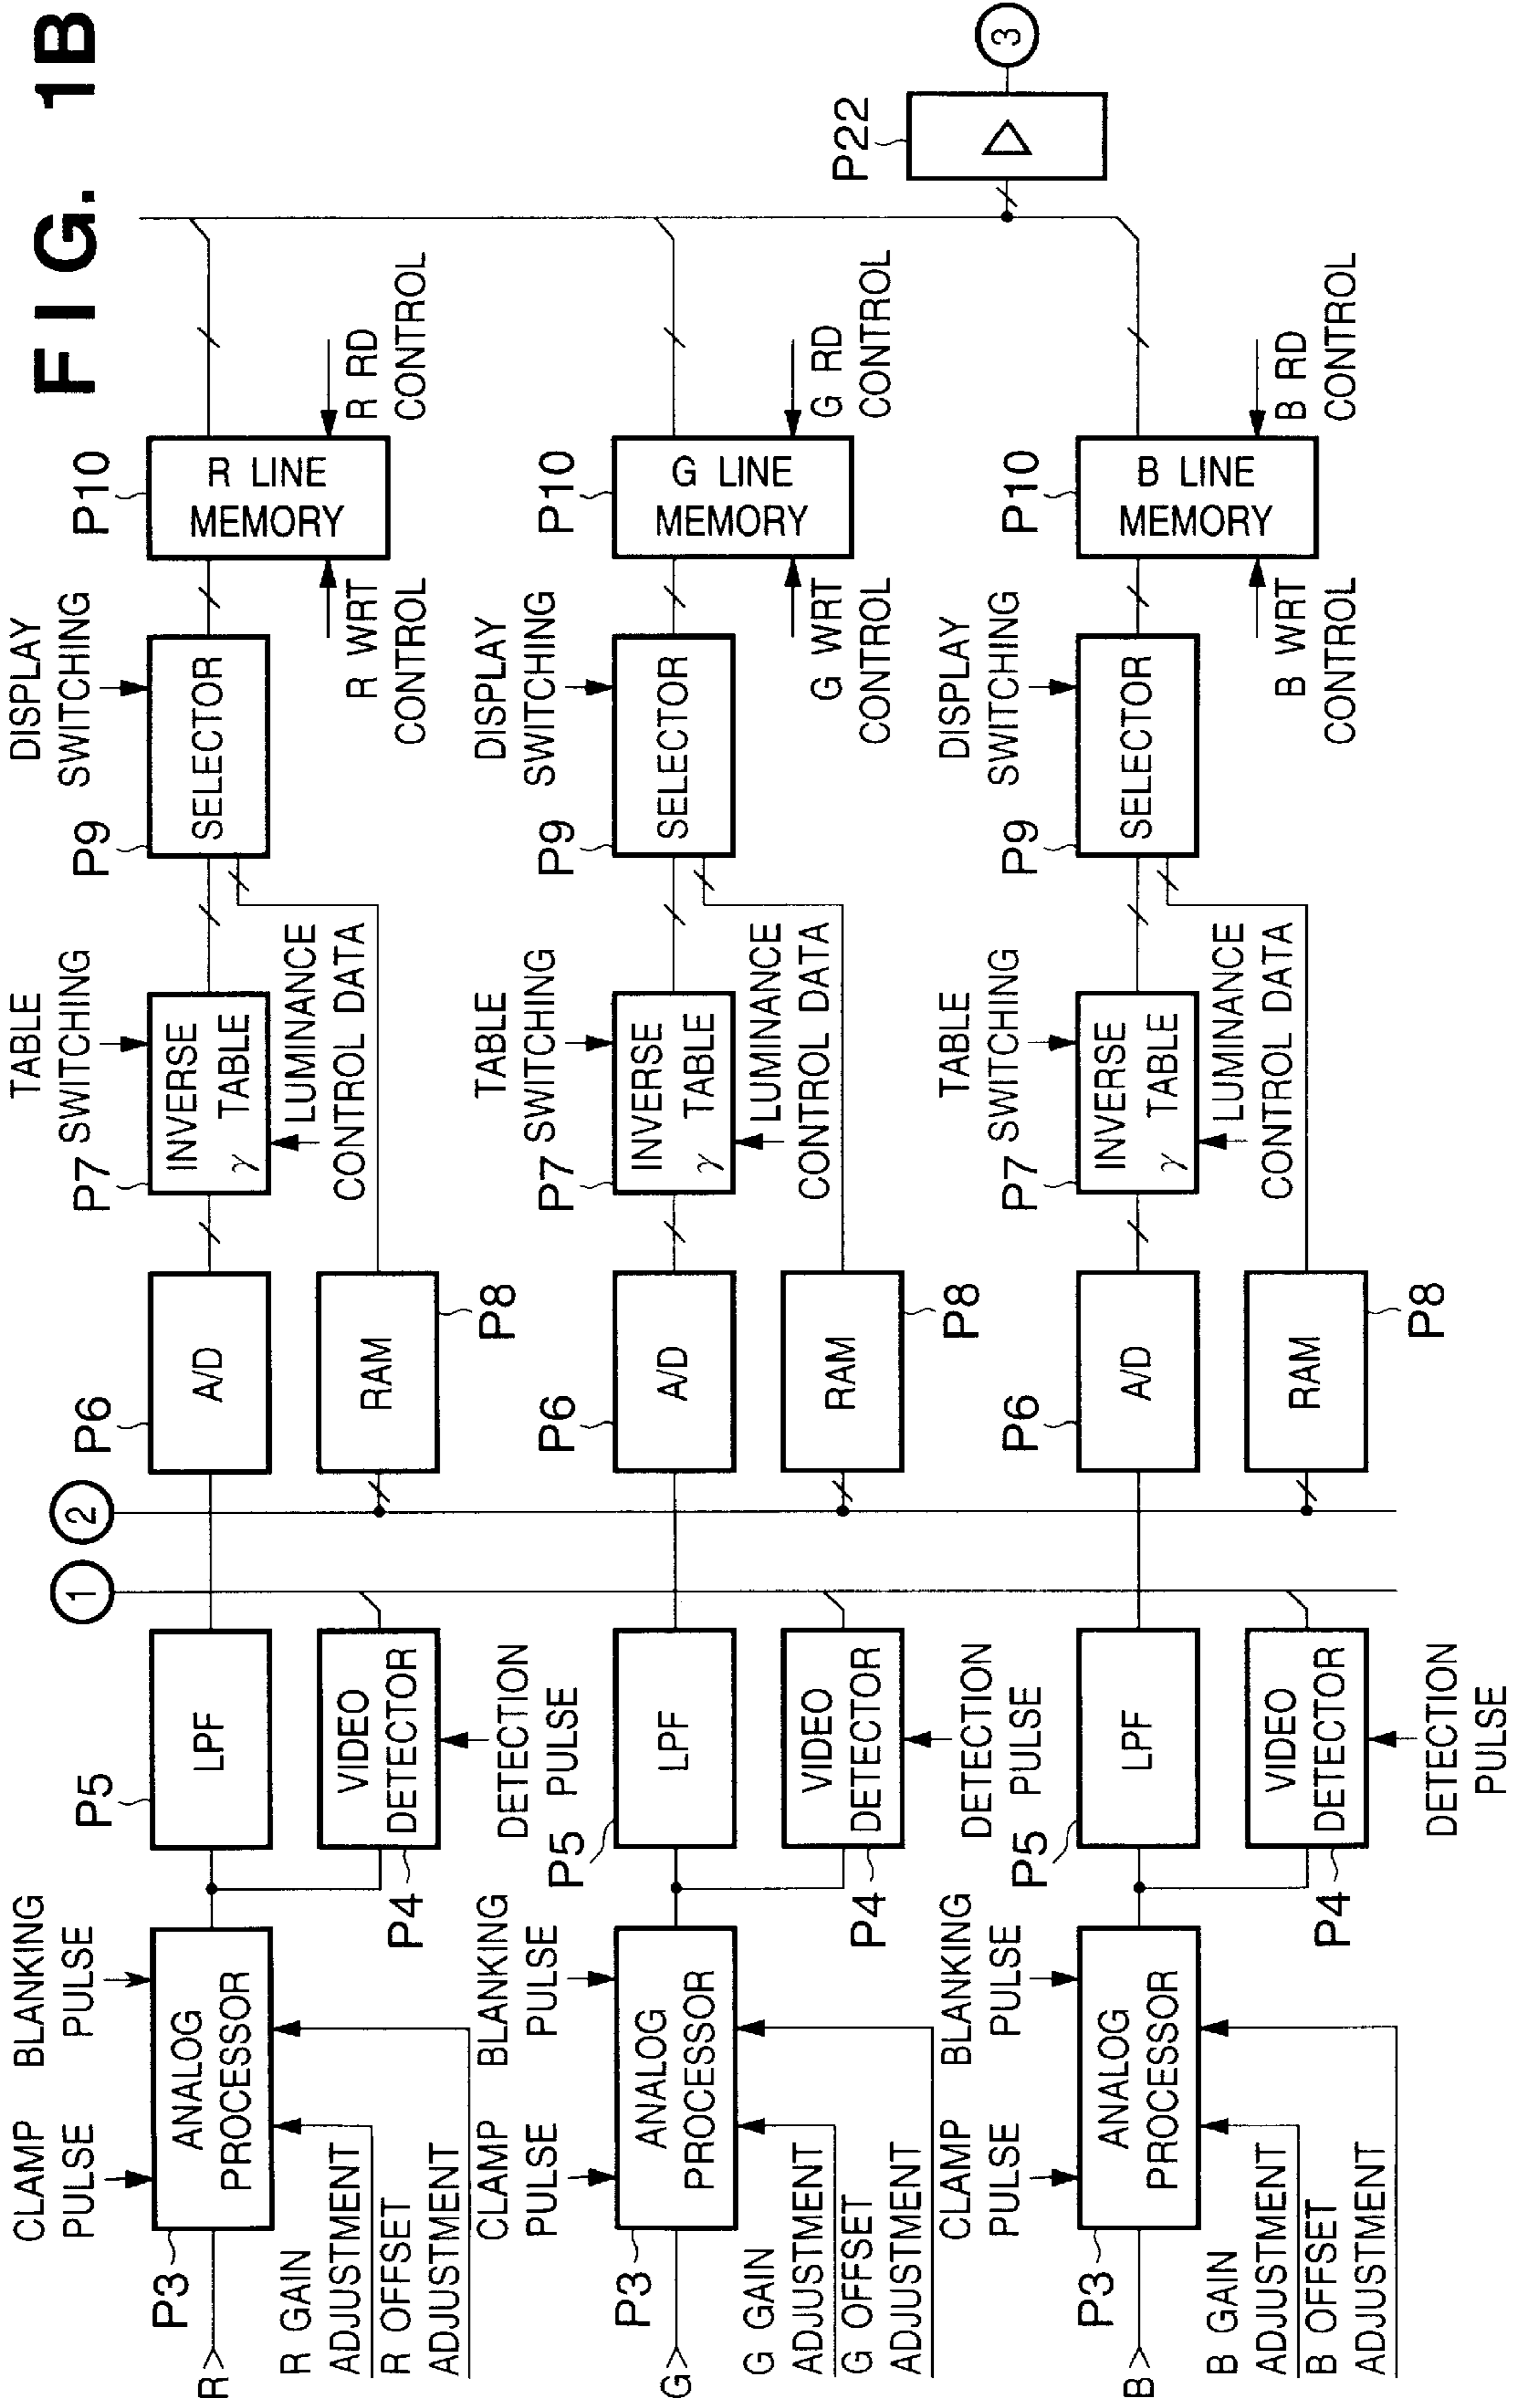 FIG. 1B
CLAMP
PULSE
BLANKING
PULSE
P3
ANALOG
PROCESSOR
R
R GAIN
ADJUSTMENT
R OFFSET
ADJUSTMENT
P5
LPF
P4
VIDEO
DETECTOR
DETECTION
PULSE
1
2
P6
A/D
RAM
P8
TABLE
SWITCHING
P7
INVERSE
γ TABLE
LUMINANCE
CONTROL DATA
DISPLAY
SWITCHING
P9
SELECTOR
P10
R LINE
MEMORY
R WRT
CONTROL
R RD
CONTROL
CLAMP
PULSE
BLANKING
PULSE
P3
ANALOG
PROCESSOR
G
G GAIN
ADJUSTMENT
G OFFSET
ADJUSTMENT
P5
LPF
P4
VIDEO
DETECTOR
DETECTION
PULSE
P6
A/D
RAM
P8
TABLE
SWITCHING
P7
INVERSE
γ TABLE
LUMINANCE
CONTROL DATA
DISPLAY
SWITCHING
P9
SELECTOR
P10
G LINE
MEMORY
G WRT
CONTROL
G RD
CONTROL
P22
3
CLAMP
PULSE
BLANKING
PULSE
P3
ANALOG
PROCESSOR
B
B GAIN
ADJUSTMENT
B OFFSET
ADJUSTMENT
P5
LPF
P4
VIDEO
DETECTOR
DETECTION
PULSE
P6
A/D
RAM
P8
TABLE
SWITCHING
P7
INVERSE
γ TABLE
LUMINANCE
CONTROL DATA
DISPLAY
SWITCHING
P9
SELECTOR
P10
B LINE
MEMORY
B WRT
CONTROL
B RD
CONTROL